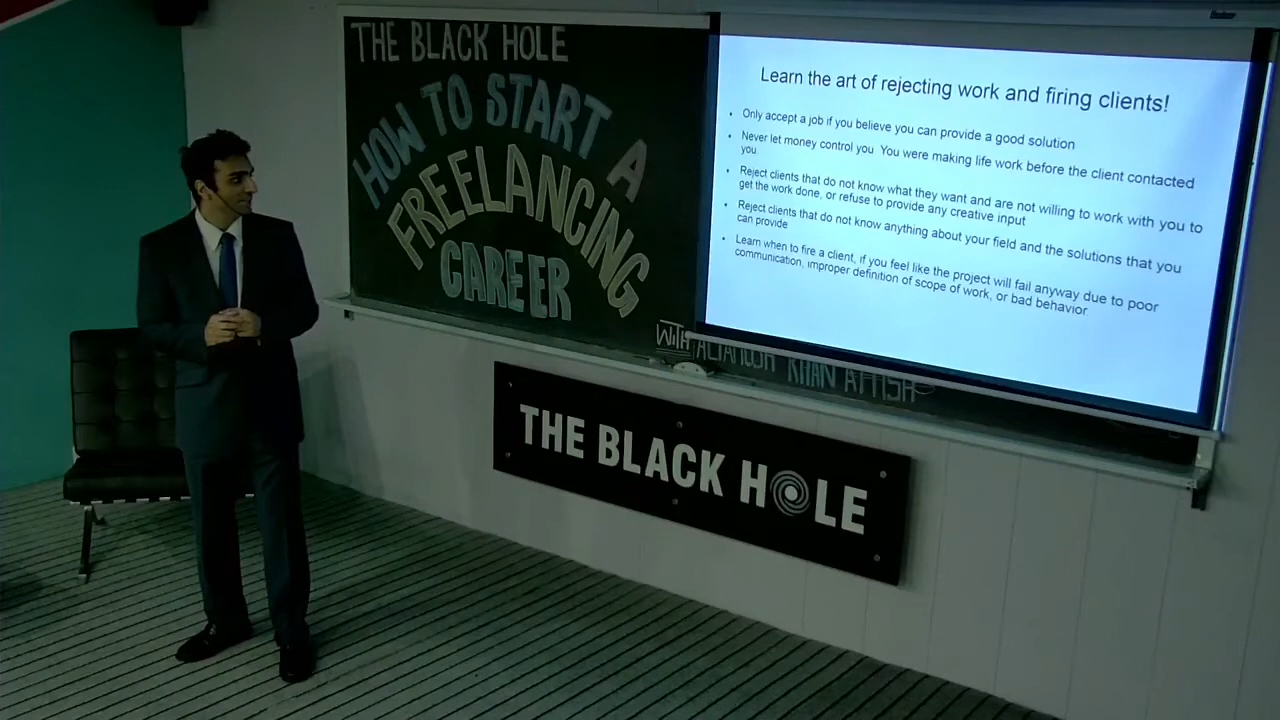 THE BLACK HOLE
HOW TO START A
FREELANCING
CAREER
WITH ALTAMUSH KHAN AFTISH
Learn the art of rejecting work and firing clients!
• Only accept a job if you believe you can provide a good solution
• Never let money control you. You were making life work before the client contacted
you.
• Reject clients that do not know what they want and are not willing to work with you to
get the work done, or refuse to provide any creative input
• Reject clients that do not know anything about your field and the solutions that you
can provide
• Learn when to fire a client, if you feel like the project will fail anyway due to poor
communication, improper definition of scope of work, or bad behavior
THE BLACK HOLE